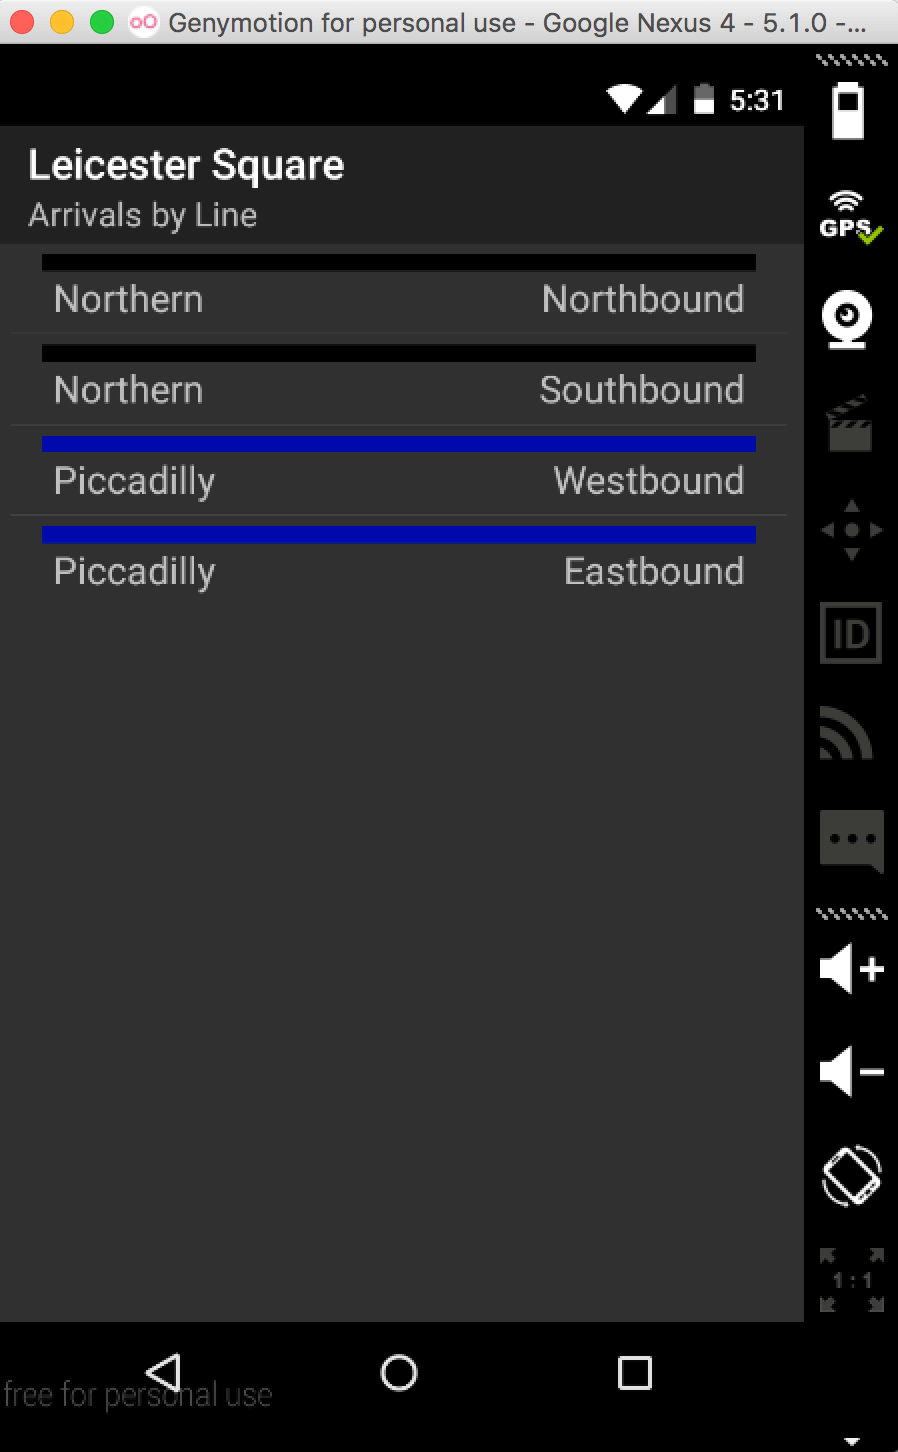 Genymotion for personal use - Google Nexus 4 - 5.1.0 -...
5:31
Leicester Square
Arrivals by Line
GPS
Northern Northbound
Northern Southbound
Piccadilly Westbound
Piccadilly Eastbound
ID
1 : 1
free for personal use